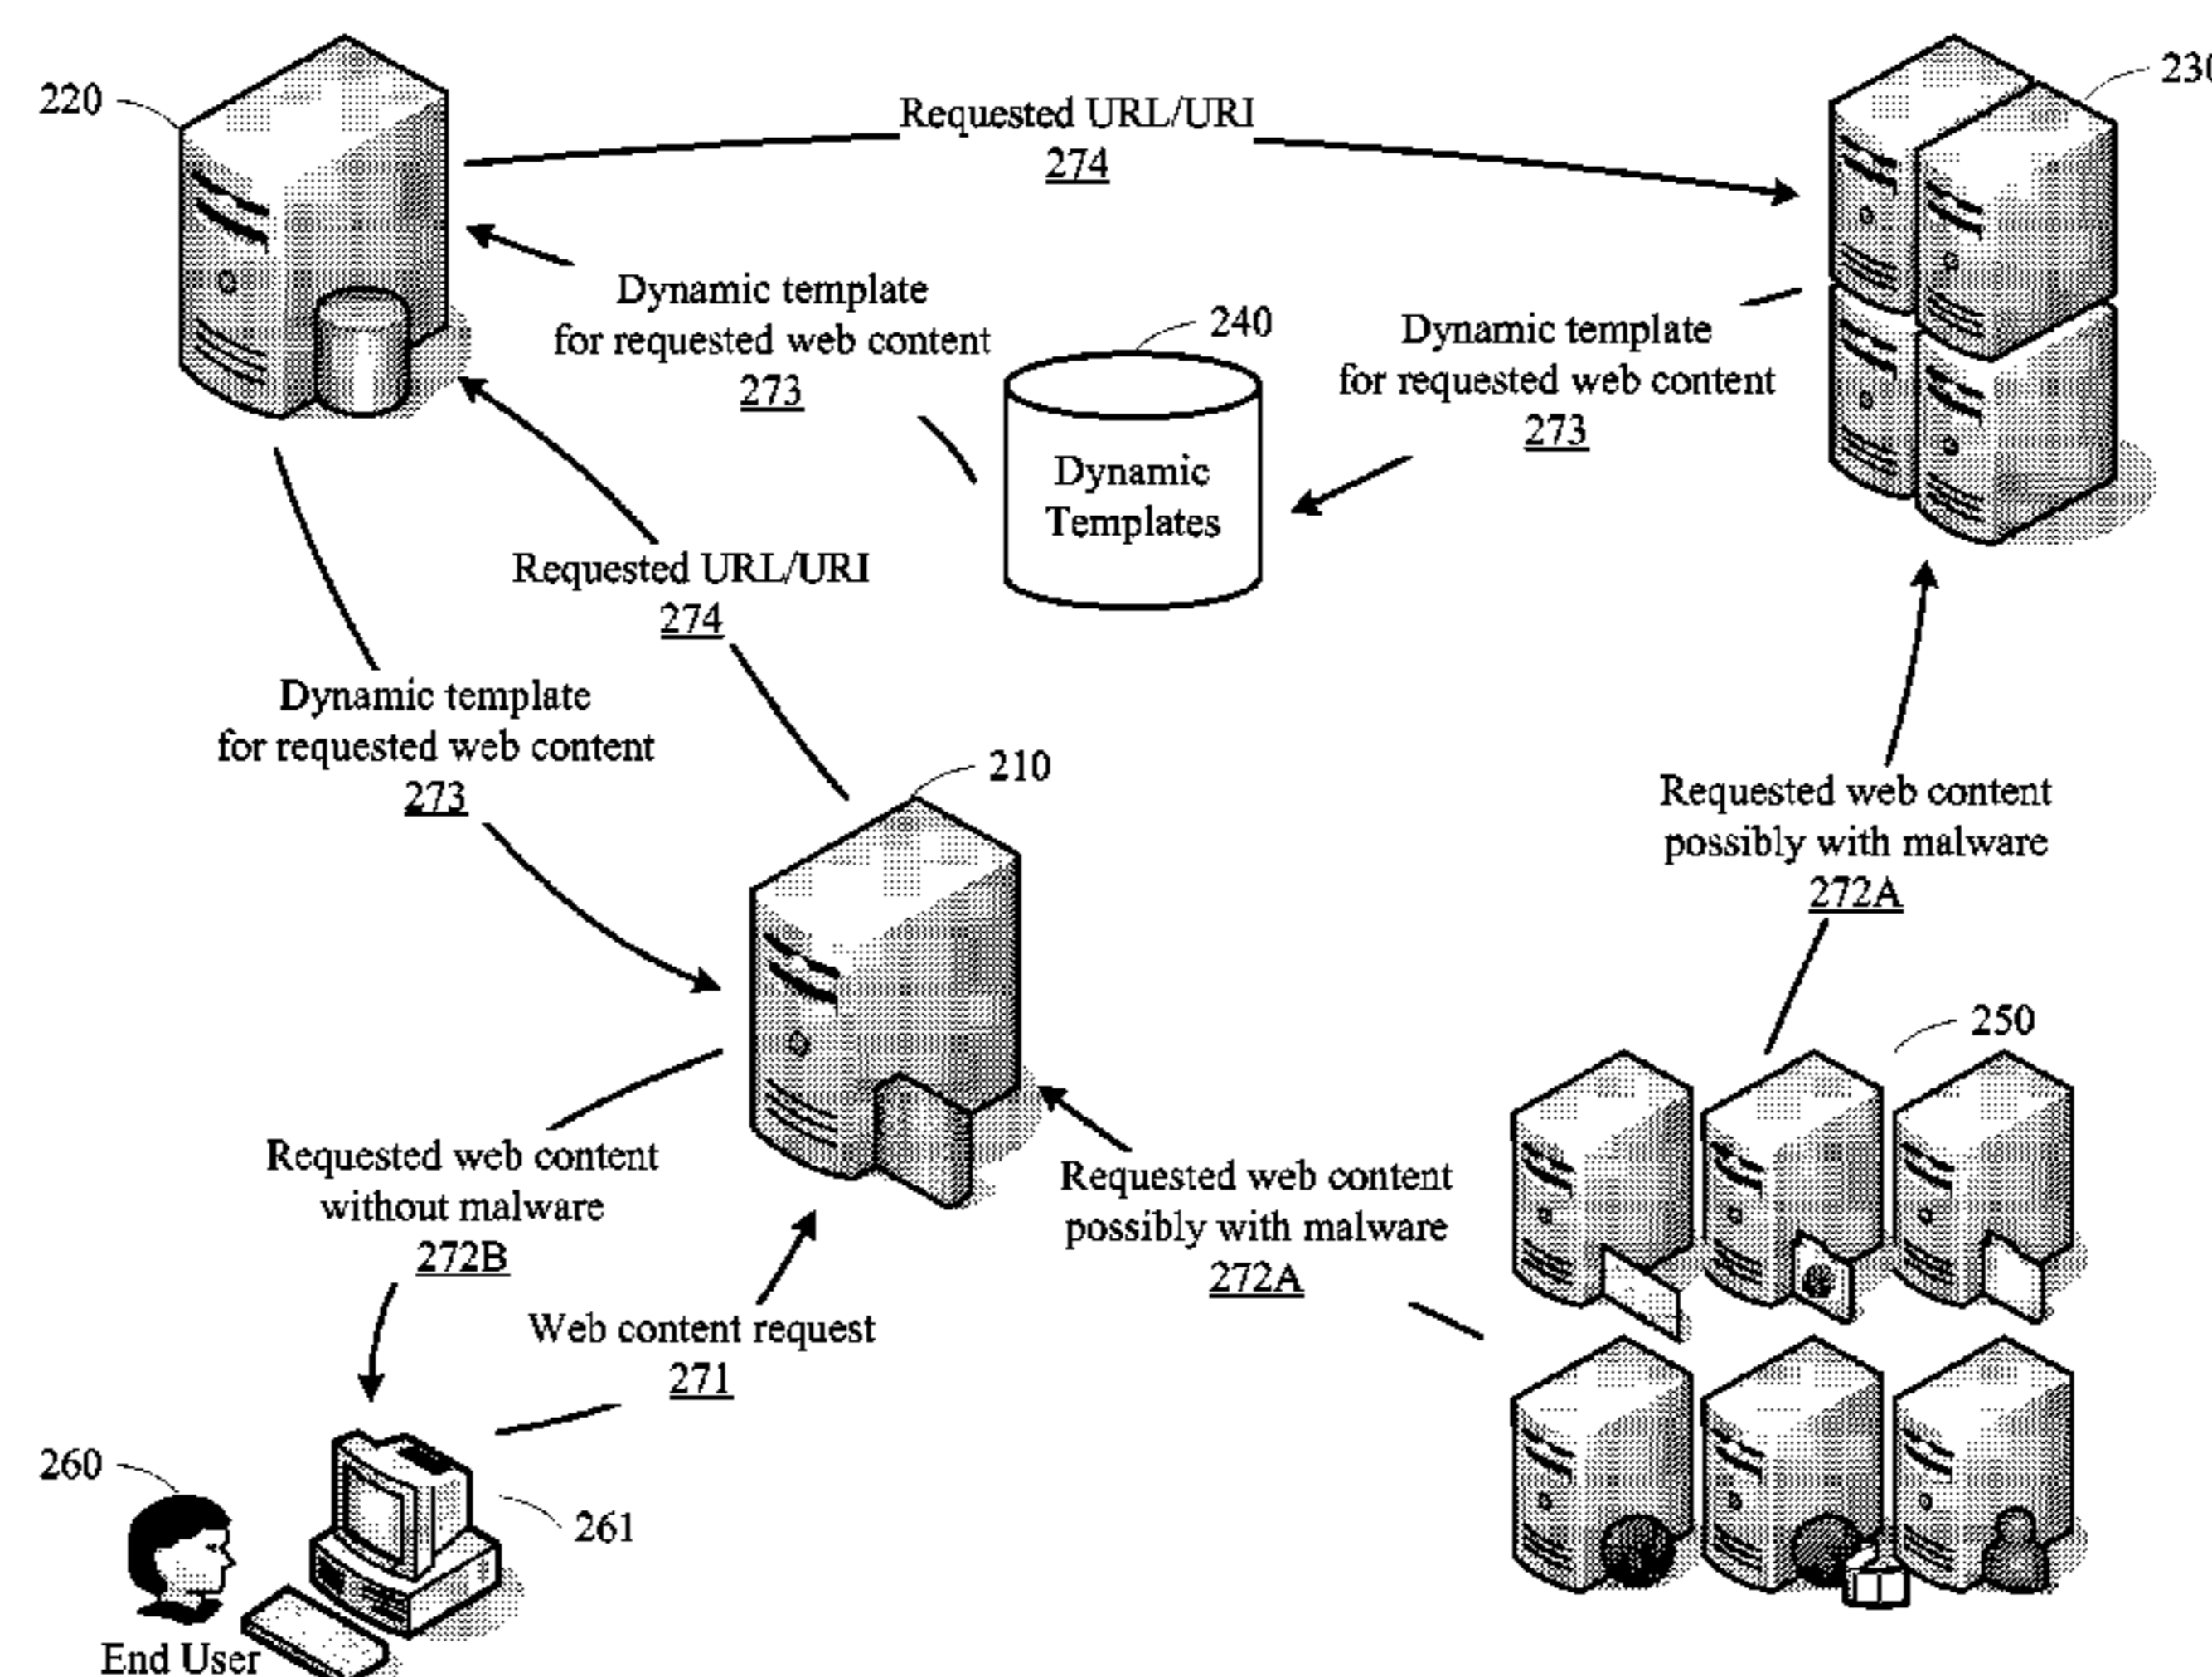 220
Requested URL/URI
274
Dynamic template
for requested web content
273
240
Dynamic template
for requested web content
273
Dynamic
Templates
Requested URL/URI
274
Dynamic template
for requested web content
273
210
Requested web content
possibly with malware
272A
250
Requested web content
without malware
272B
Requested web content
possibly with malware
272A
Web content request
271
260
261
End User